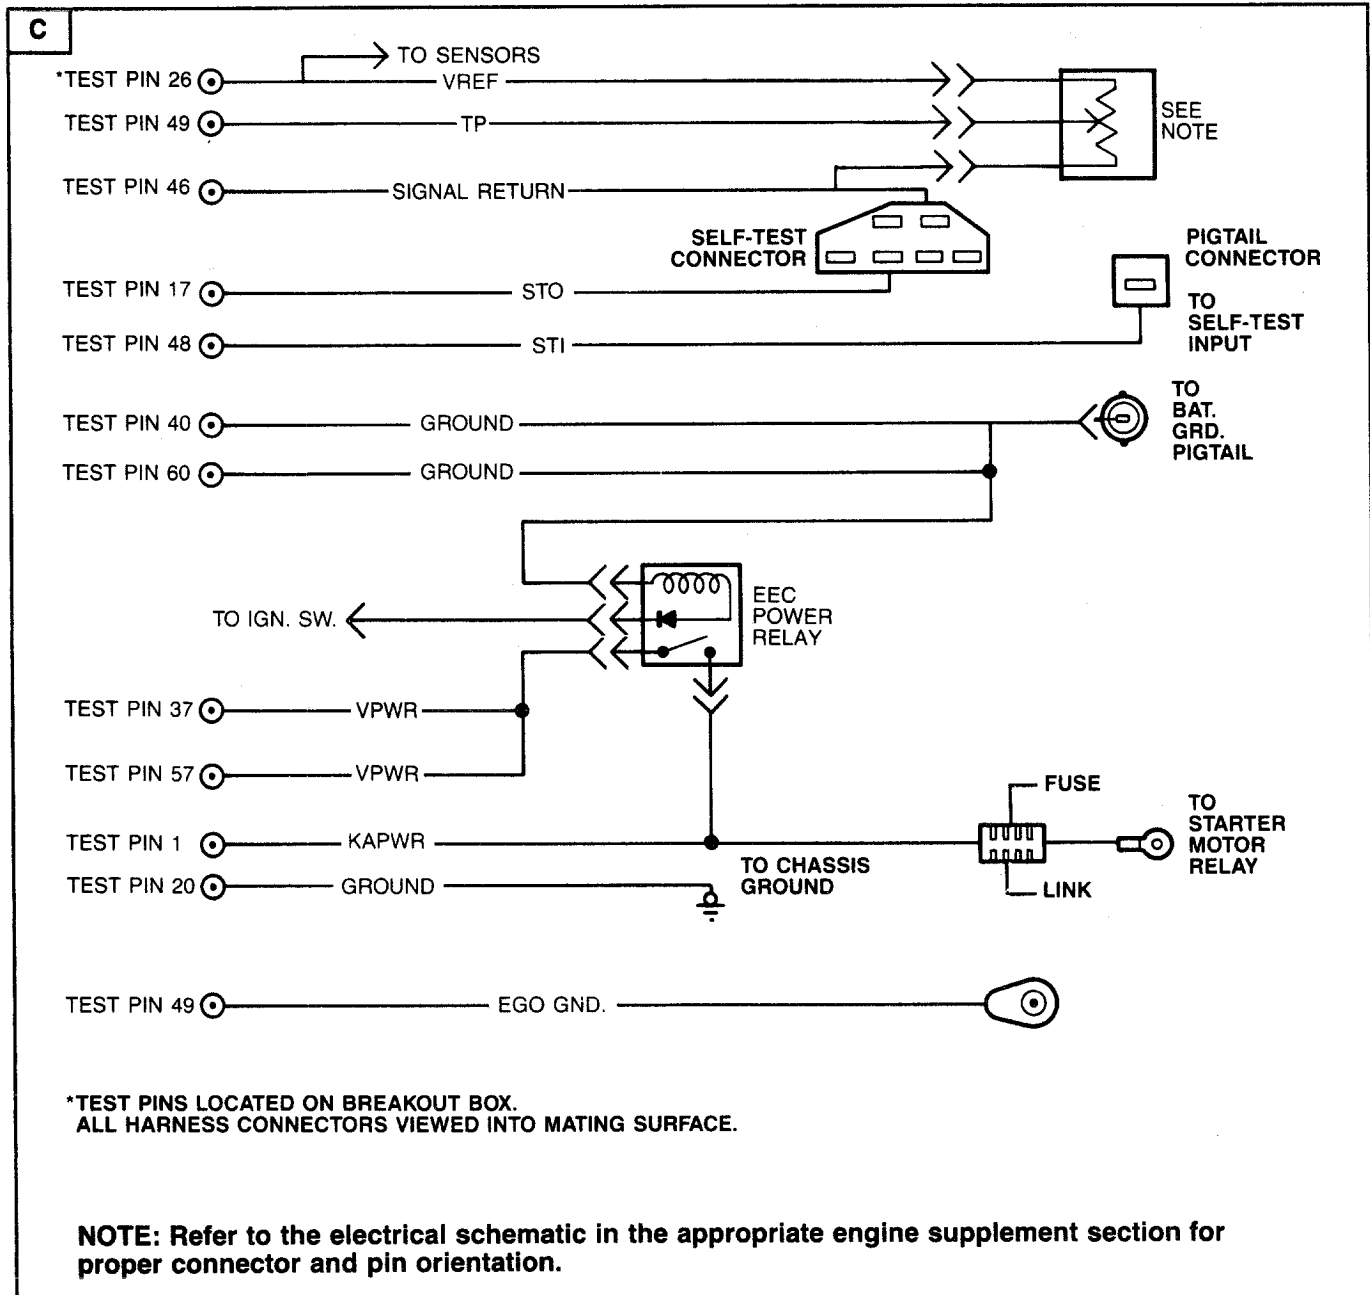 C
TO SENSORS
*TEST PIN 26 VREF
TEST PIN 49 TP
SEE
NOTE
TEST PIN 46 SIGNAL RETURN
SELF-TEST
CONNECTOR
PIGTAIL
CONNECTOR
TEST PIN 17 STO
TO
SELF-TEST
INPUT
TEST PIN 48 STI
TO
BAT.
GRD.
PIGTAIL
TEST PIN 40 GROUND
TEST PIN 60 GROUND
EEC
POWER
RELAY
TO IGN. SW.
TEST PIN 37 VPWR
TEST PIN 57 VPWR
FUSE
TO
STARTER
MOTOR
RELAY
TEST PIN 1 KAPWR
TO CHASSIS
GROUND
TEST PIN 20 GROUND
LINK
TEST PIN 49 EGO GND.
*TEST PINS LOCATED ON BREAKOUT BOX.
ALL HARNESS CONNECTORS VIEWED INTO MATING SURFACE.
NOTE: Refer to the electrical schematic in the appropriate engine supplement section for
proper connector and pin orientation.